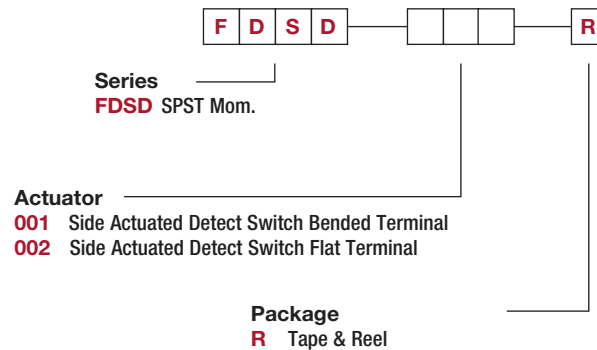 F D S D R
Series
FDSD SPST Mom.
Actuator
001 Side Actuated Detect Switch Bended Terminal
002 Side Actuated Detect Switch Flat Terminal
Package
R Tape & Reel